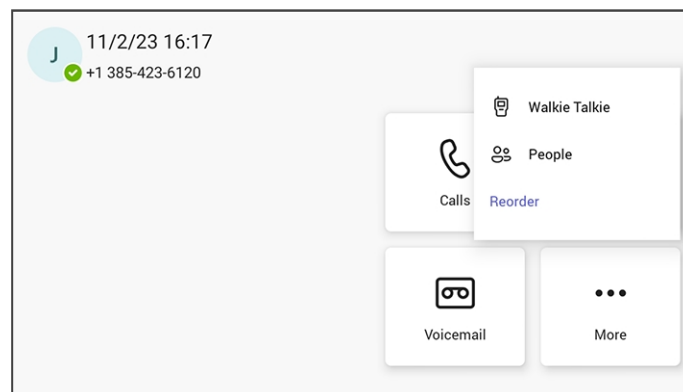 J
11/2/23 16:17
+1 385-423-6120
Walkie Talkie
People
Calls
Reorder
Voicemail
More